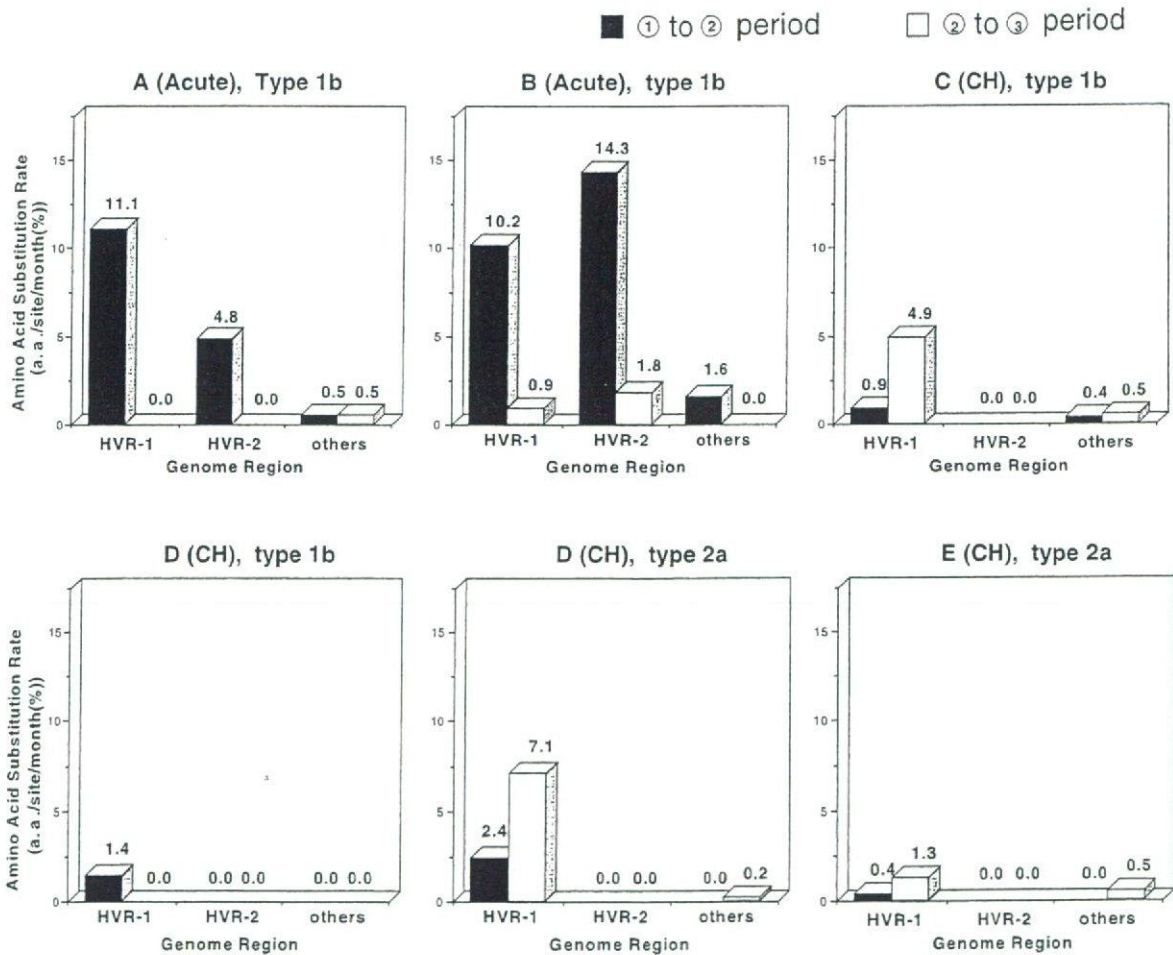 ① to ② period ② to ③ period
A (Acute), Type 1b
Amino Acid Substitution Rate
(a.a./site/month(%))
15
10
5
0
11.1
0.0
4.8
0.0
0.5 0.5
HVR-1 HVR-2 others
Genome Region
B (Acute), type 1b
15
10
5
0
10.2
0.9
14.3
1.8
1.6
0.0
HVR-1 HVR-2 others
Genome Region
C (CH), type 1b
15
10
5
0
0.9
4.9
0.0 0.0
0.4 0.5
HVR-1 HVR-2 others
Genome Region
D (CH), type 1b
Amino Acid Substitution Rate
(a.a./site/month(%))
15
10
5
0
1.4
0.0
0.0 0.0
0.0 0.0
HVR-1 HVR-2 others
Genome Region
D (CH), type 2a
15
10
5
0
2.4
7.1
0.0 0.0
0.0 0.2
HVR-1 HVR-2 others
Genome Region
E (CH), type 2a
15
10
5
0
0.4
1.3
0.0 0.0
0.0 0.5
HVR-1 HVR-2 others
Genome Region